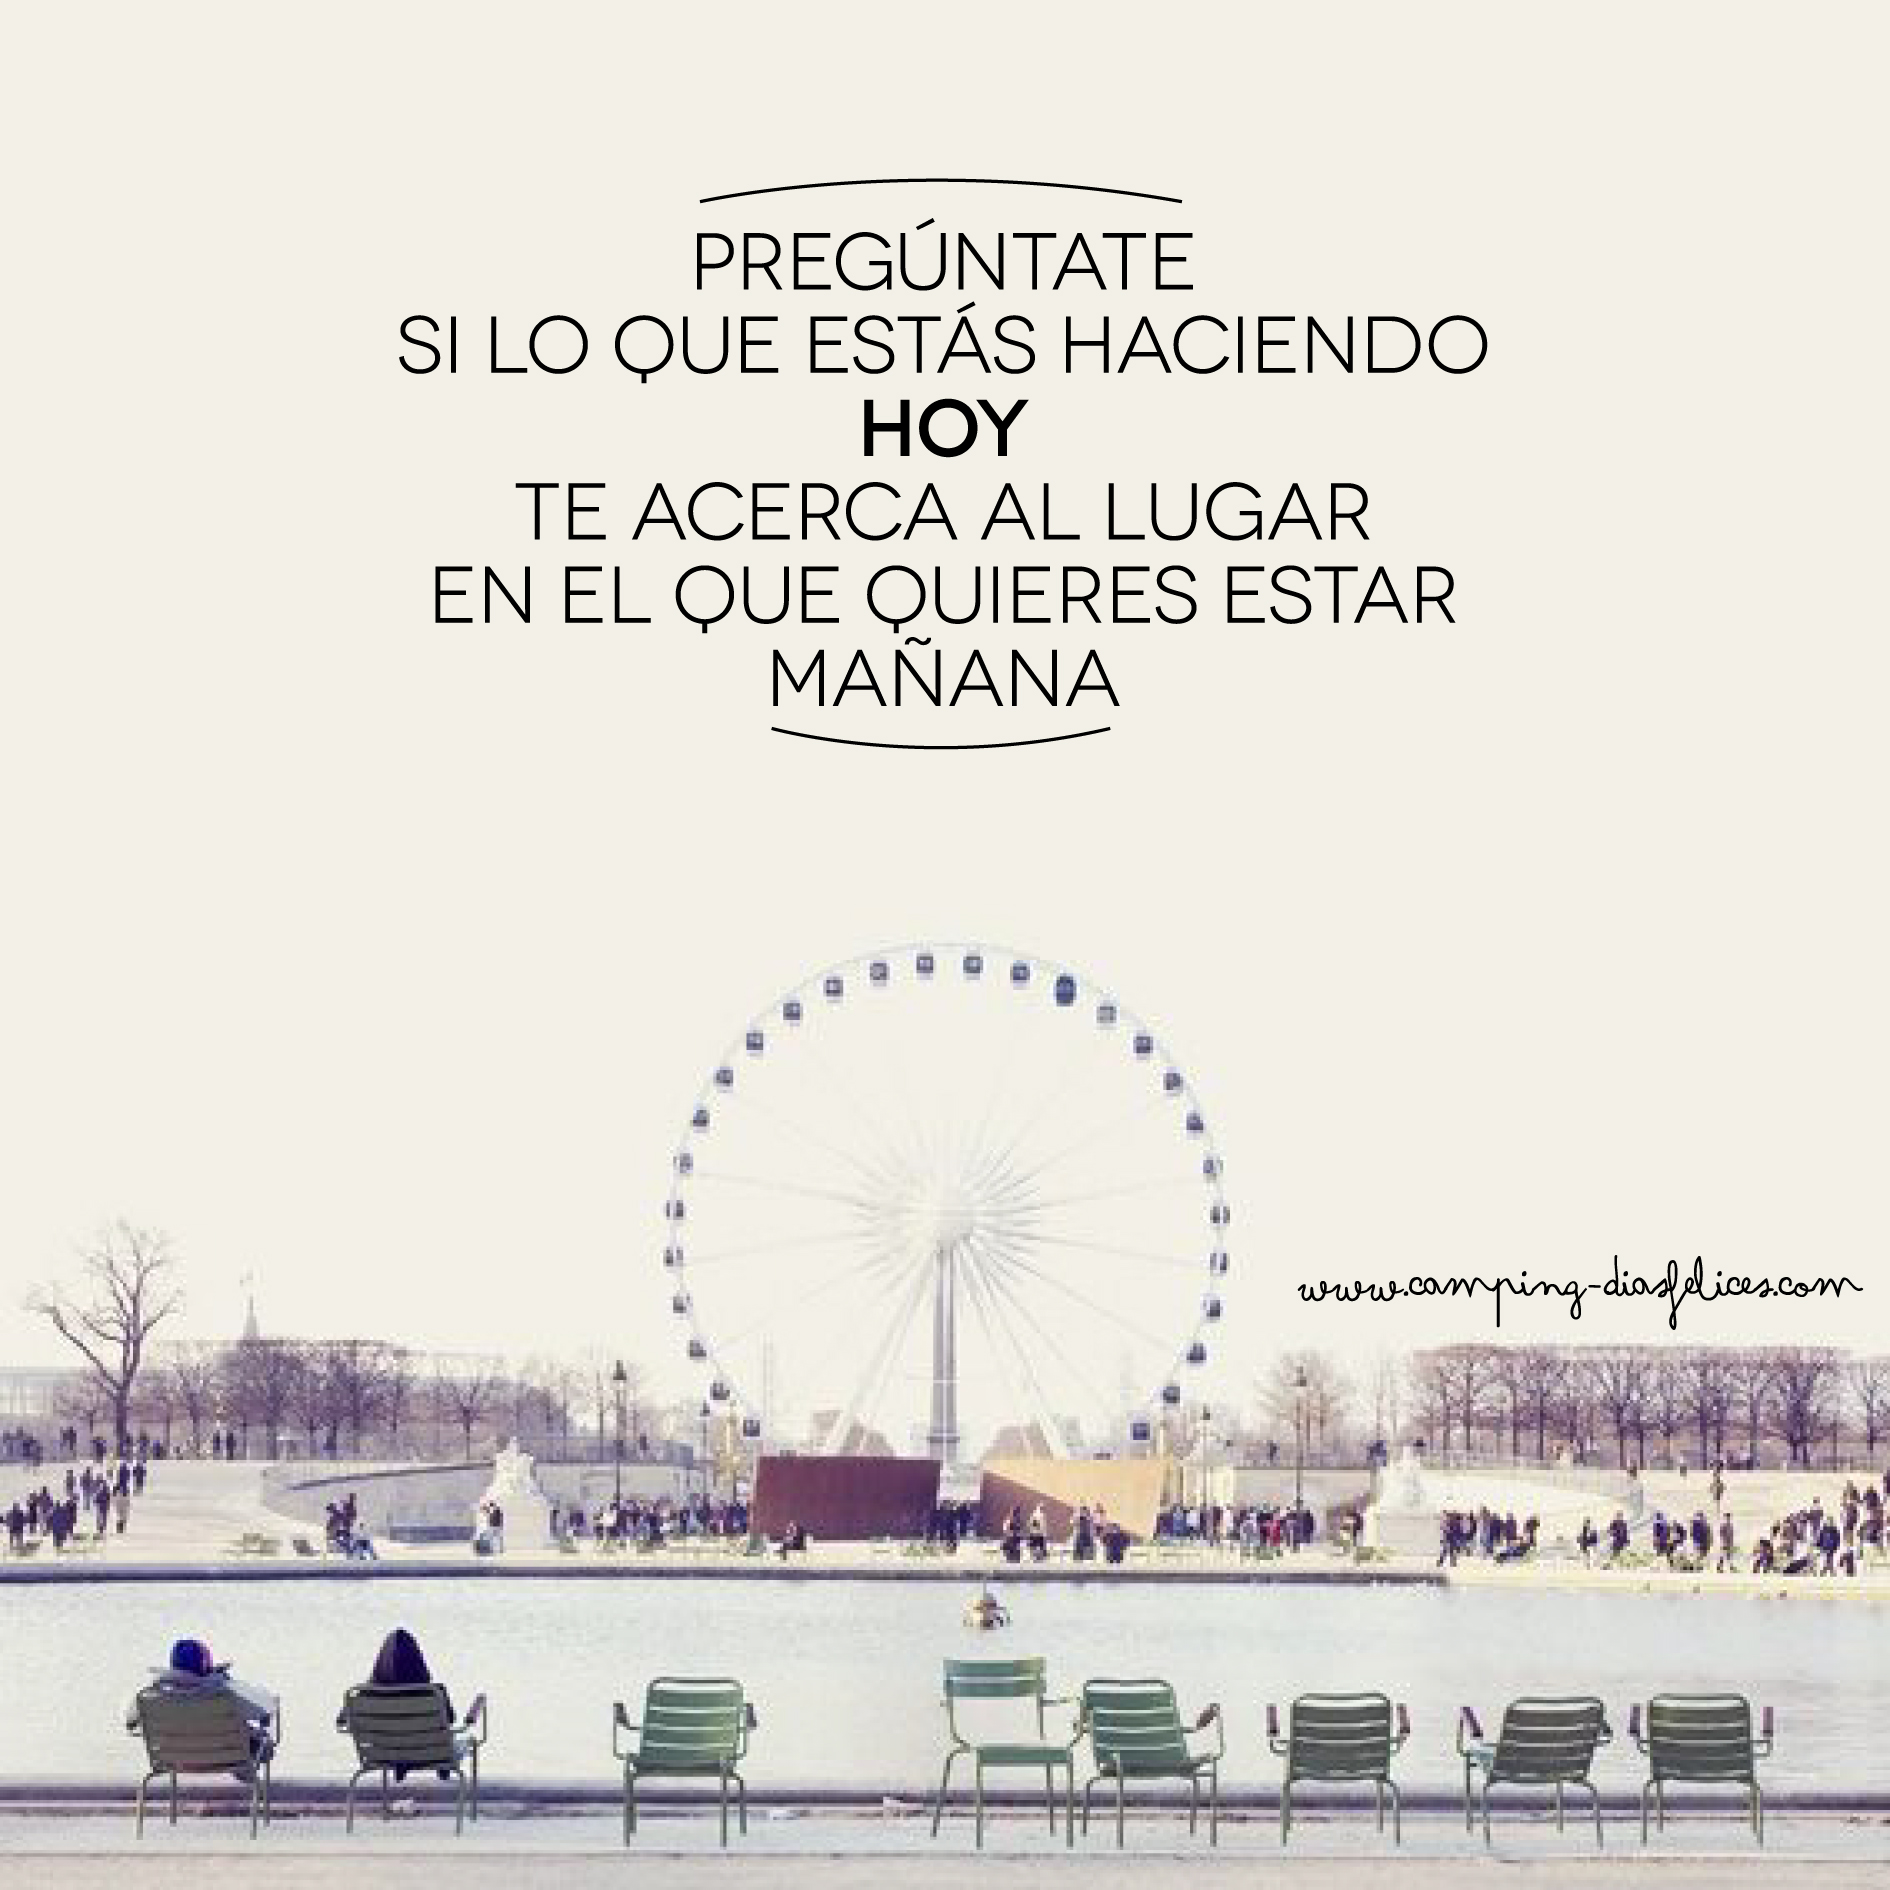 PREGÚNTATE
SI LO QUE ESTÁS HACIENDO
HOY
TE ACERCA AL LUGAR
EN EL QUE QUIERES ESTAR
MAÑANA
www.camping-diasfelices.com